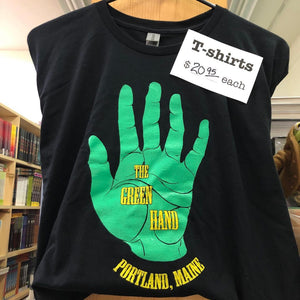 T-shirts
$20.95 each
THE
GREEN
HAND
PORTLAND, MAINE